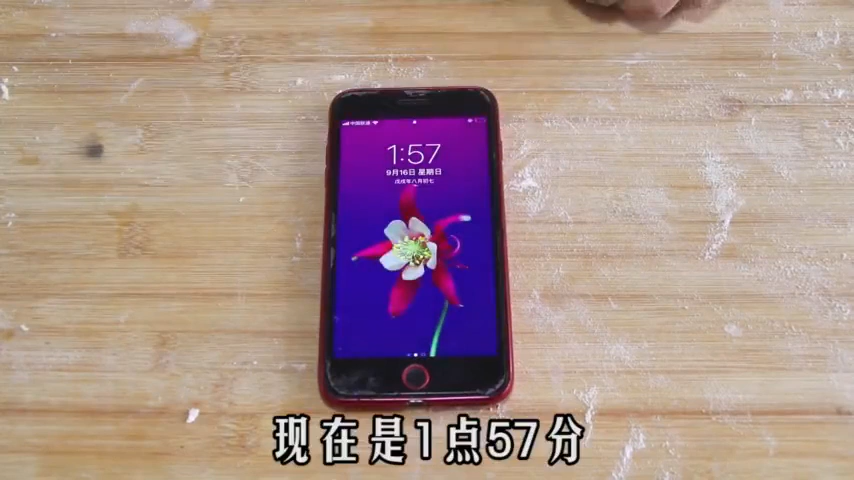 中国联通
1:57
9月16日 星期日
戊戌年八月初七
现在是1点57分